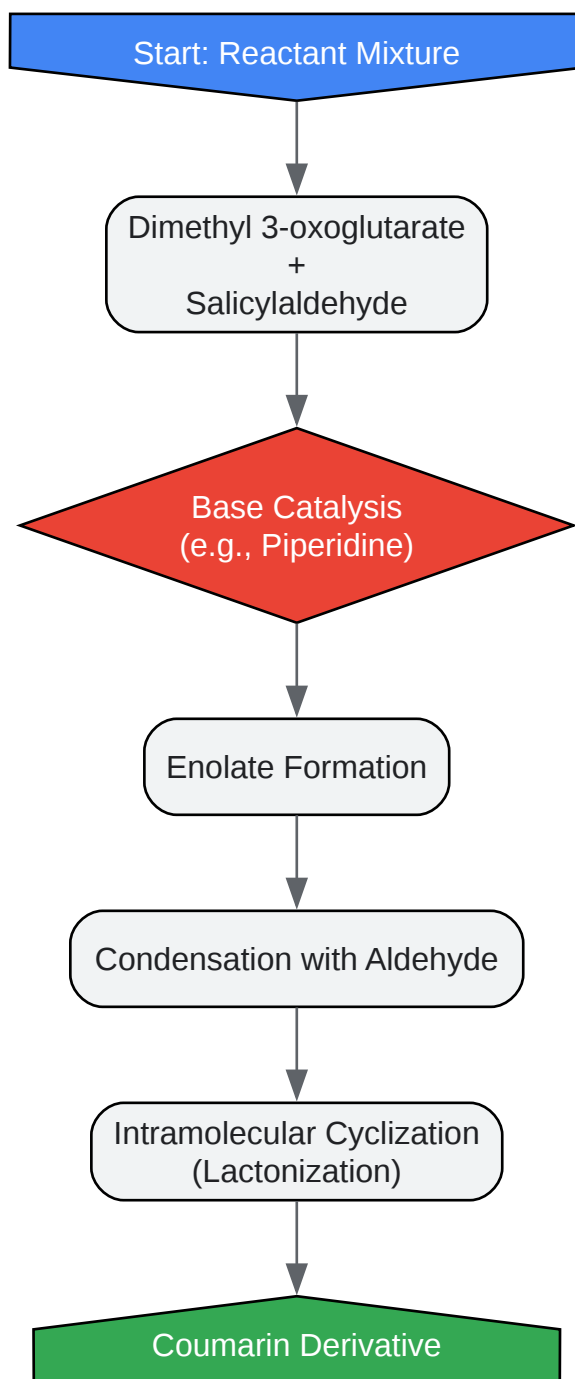 Start: Reactant Mixture
Dimethyl 3-oxoglutarate
+
Salicylaldehyde
Base Catalysis
(e.g., Piperidine)
Enolate Formation
Condensation with Aldehyde
Intramolecular Cyclization
(Lactonization)
Coumarin Derivative